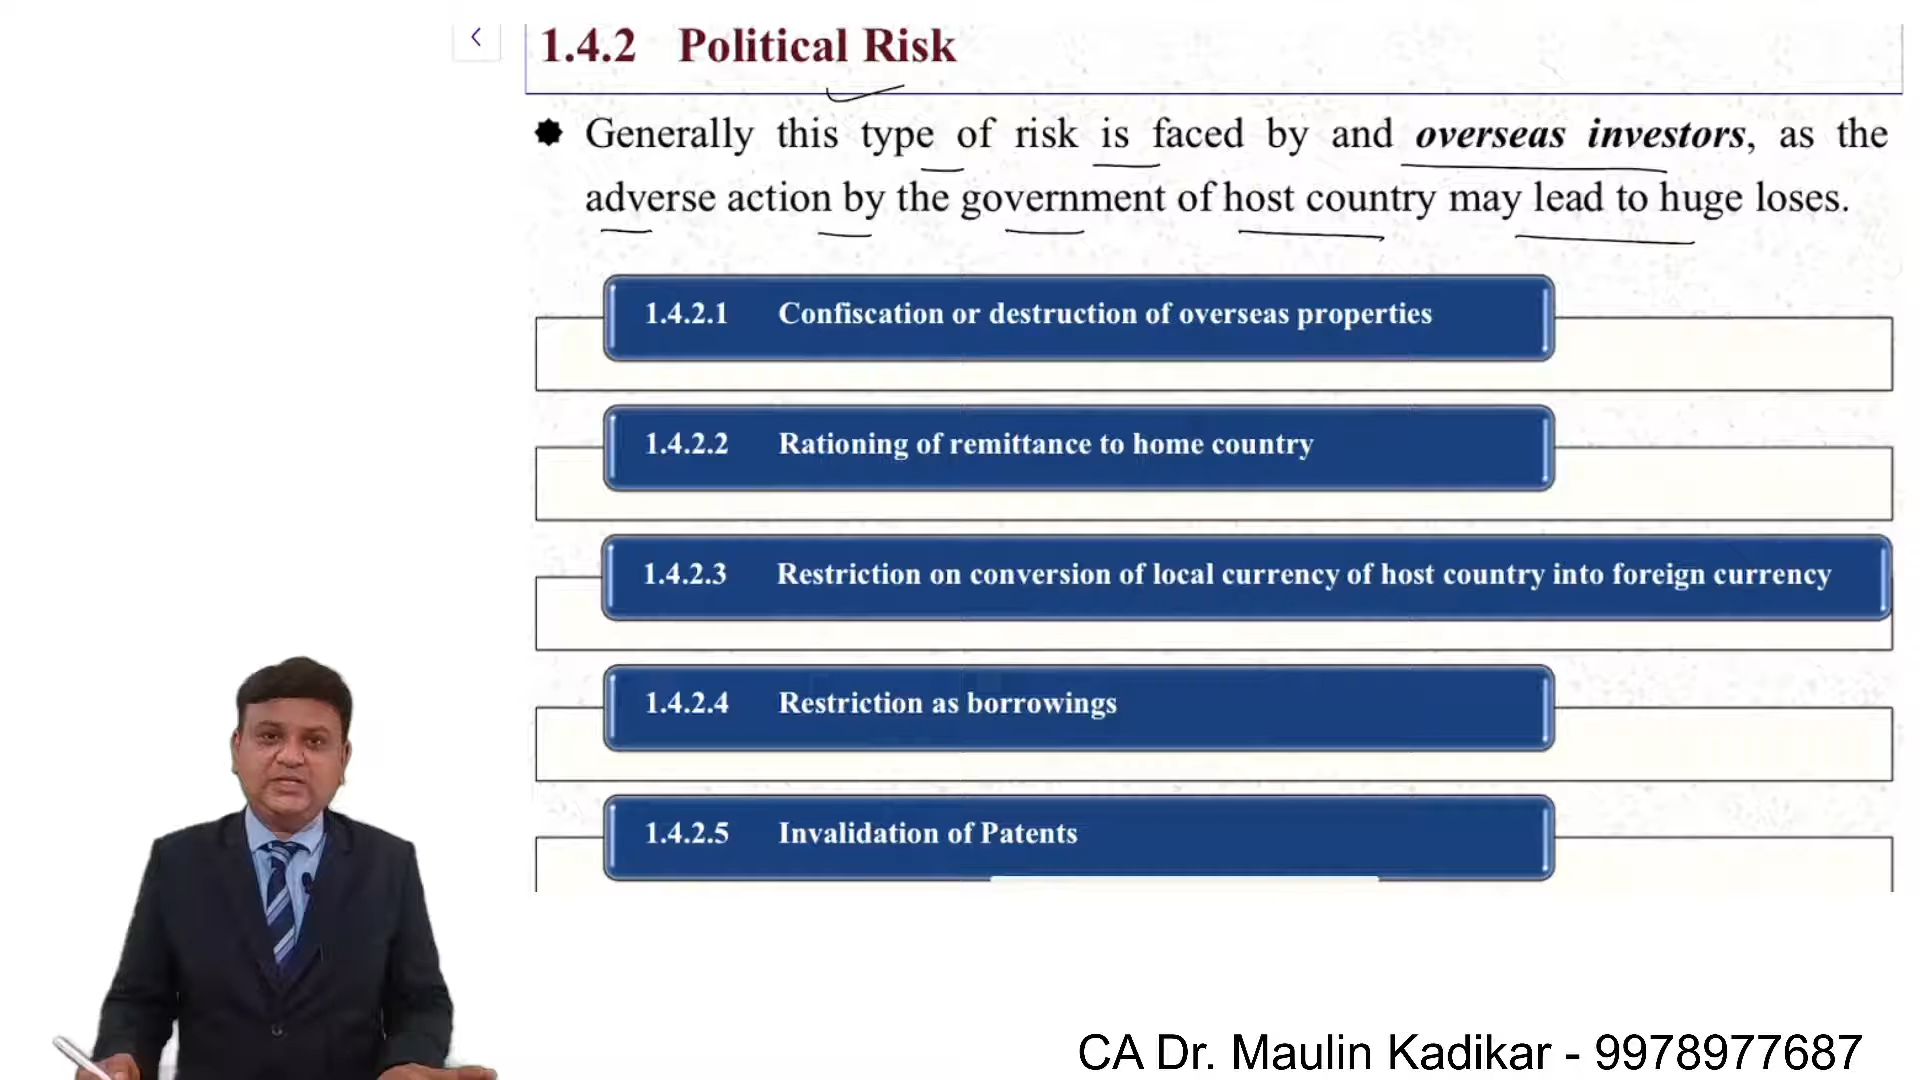 1.4.2 Political Risk
Generally this type of risk is faced by and overseas investors, as the
adverse action by the government of host country may lead to huge loses.
1.4.2.1 Confiscation or destruction of overseas properties
1.4.2.2 Rationing of remittance to home country
1.4.2.3 Restriction on conversion of local currency of host country into foreign currency
1.4.2.4 Restriction as borrowings
1.4.2.5 Invalidation of Patents
CA Dr. Maulin Kadikar - 9978977687